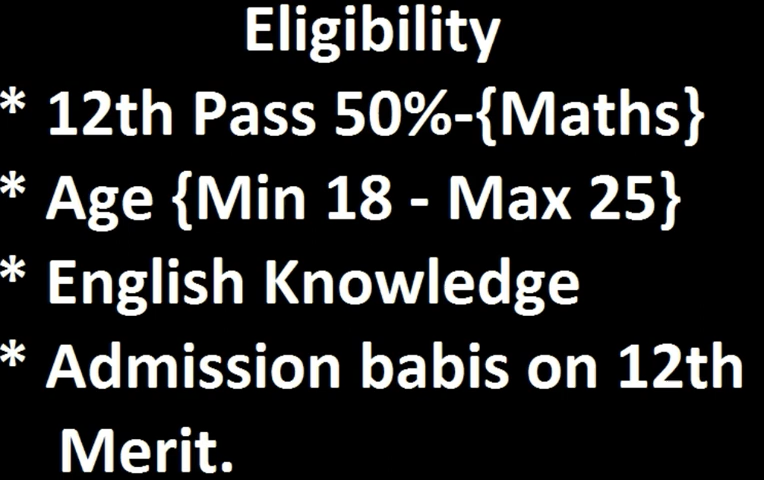 Eligibility
* 12th Pass 50%-{Maths}
* Age {Min 18 - Max 25}
* English Knowledge
* Admission babis on 12th
Merit.